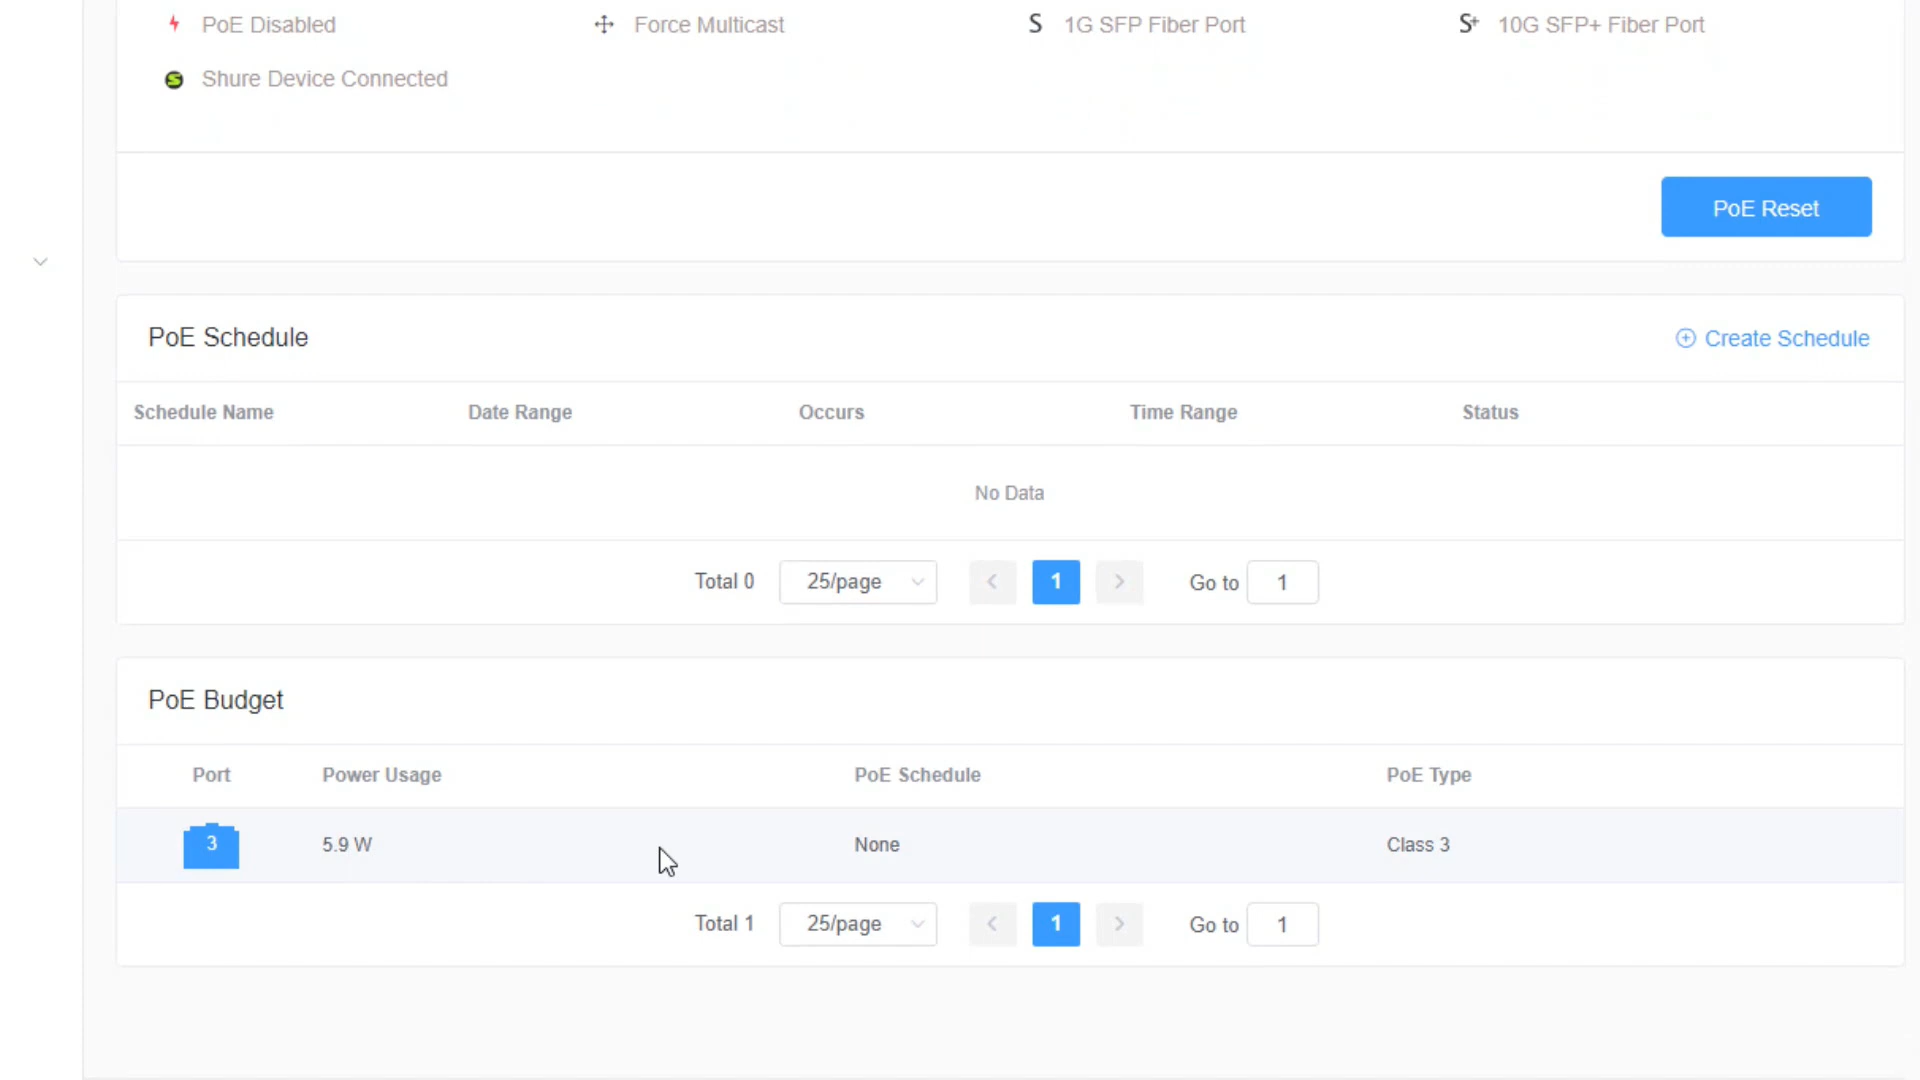 PoE Disabled
Force Multicast
S 1G SFP Fiber Port
S+ 10G SFP+ Fiber Port
S Shure Device Connected
PoE Reset
PoE Schedule
Create Schedule
Schedule Name Date Range Occurs Time Range Status
No Data
Total 0 25/page 1 Go to 1
PoE Budget
Port Power Usage PoE Schedule PoE Type
3 5.9 W None Class 3
Total 1 25/page 1 Go to 1